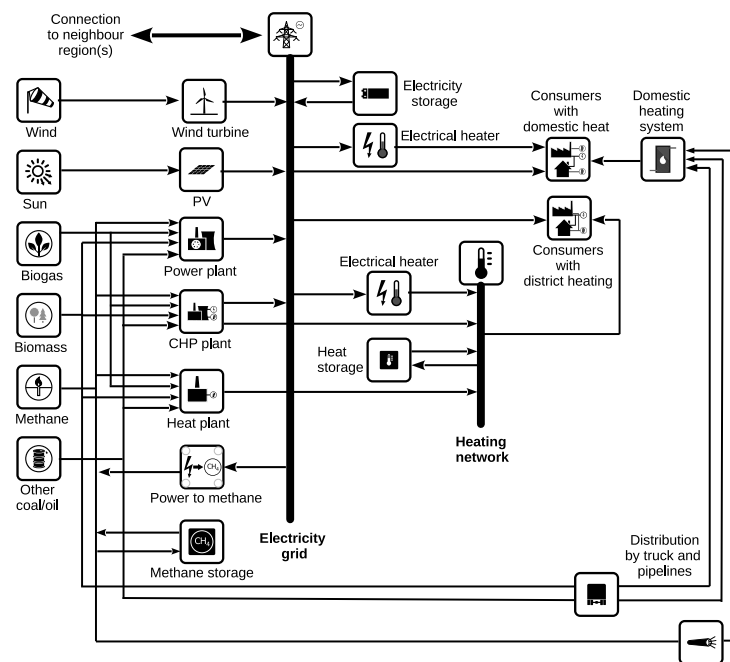 Connection
to neighbour
region(s)
Electricity
storage
Consumers
with
domestic heat
Domestic
heating
system
Wind
Wind turbine
Electrical heater
Sun
PV
Biogas
Power plant
Electrical heater
Consumers
with
district heating
Biomass
CHP plant
Heat
storage
Methane
Heat plant
Heating
network
Other
coal/oil
CH₄
Power to methane
Electricity
grid
CH₄
Methane storage
Distribution
by truck and
pipelines